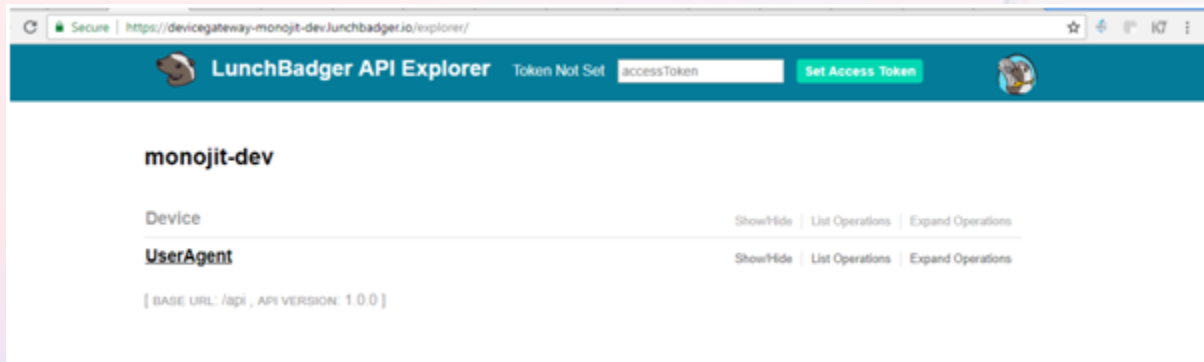 Secure | https://devicegateway-monojit-dev.lunchbadger.io/explorer/
LunchBadger API Explorer Token Not Set accessToken Set Access Token
monojit-dev
Device Show/Hide | List Operations | Expand Operations
UserAgent Show/Hide | List Operations | Expand Operations
[ BASE URL: /api , API VERSION: 1.0.0 ]